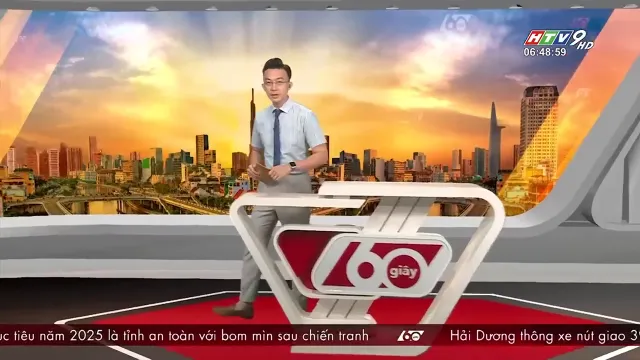 HTV9 HD
06:48:59
60
giây
ục tiêu năm 2025 là tỉnh an toàn với bom mìn sau chiến tranh 60 Hải Dương thông xe nút giao 3